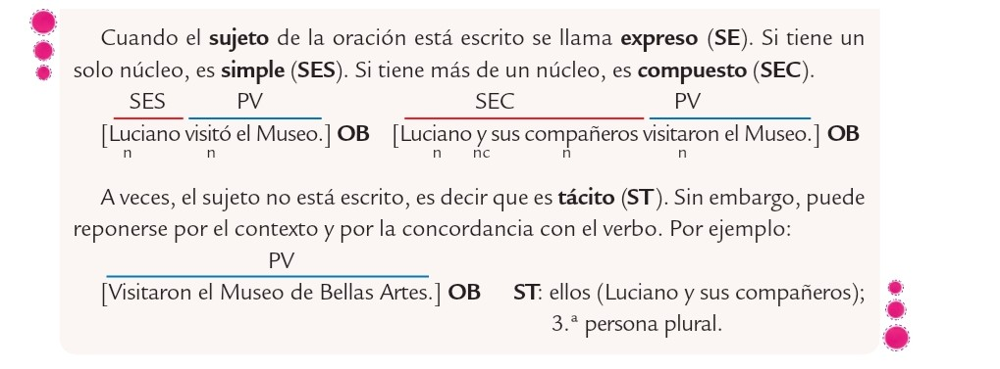 Cuando el sujeto de la oración está escrito se llama expreso (SE). Si tiene un
solo núcleo, es simple (SES). Si tiene más de un núcleo, es compuesto (SEC).
SES PV SEC PV
[Luciano visitó el Museo.] OB [Luciano y sus compañeros visitaron el Museo.] OB
n n n nc n n
A veces, el sujeto no está escrito, es decir que es tácito (ST). Sin embargo, puede
reponerse por el contexto y por la concordancia con el verbo. Por ejemplo:
PV
[Visitaron el Museo de Bellas Artes.] OB ST: ellos (Luciano y sus compañeros);
3.ª persona plural.